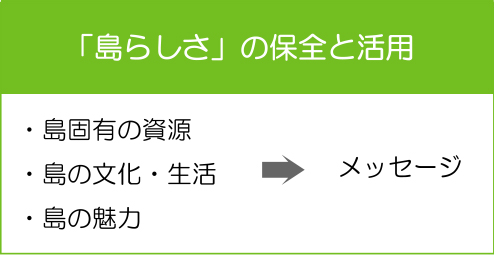 「島らしさ」の保全と活用
・島固有の資源
・島の文化・生活
・島の魅力
メッセージ